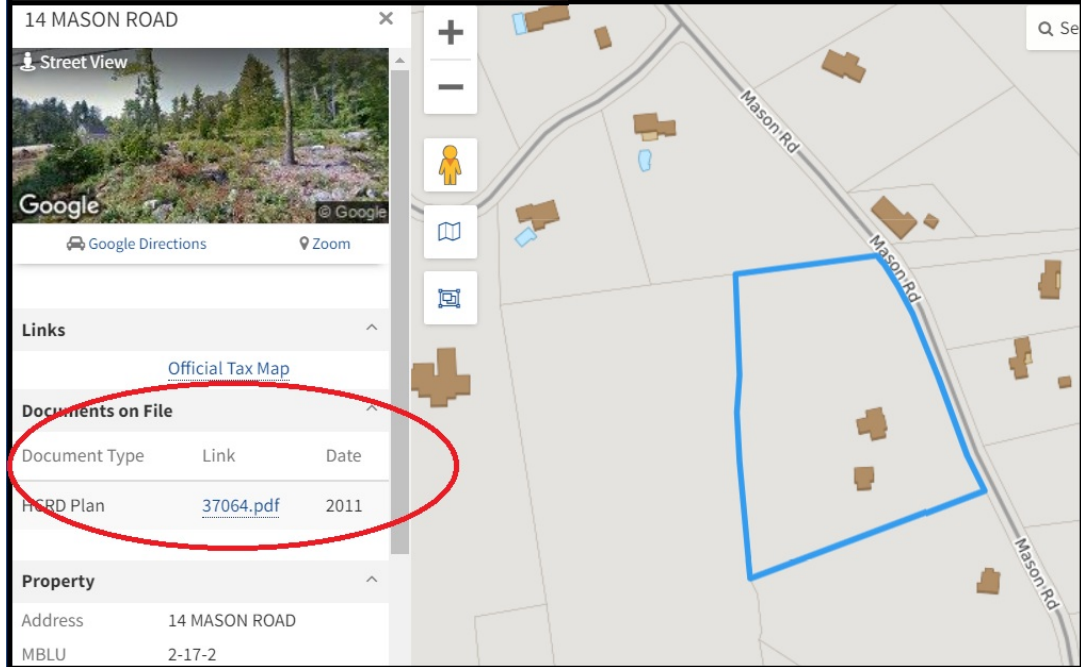 14 MASON ROAD
Street View
Google
© Google
Google Directions Zoom
Links
Official Tax Map
Documents on File
Document Type Link Date
HCRD Plan 37064.pdf 2011
Property
Address 14 MASON ROAD
MBLU 2-17-2
Se
Mason Rd
Mason Rd
Mason Rd